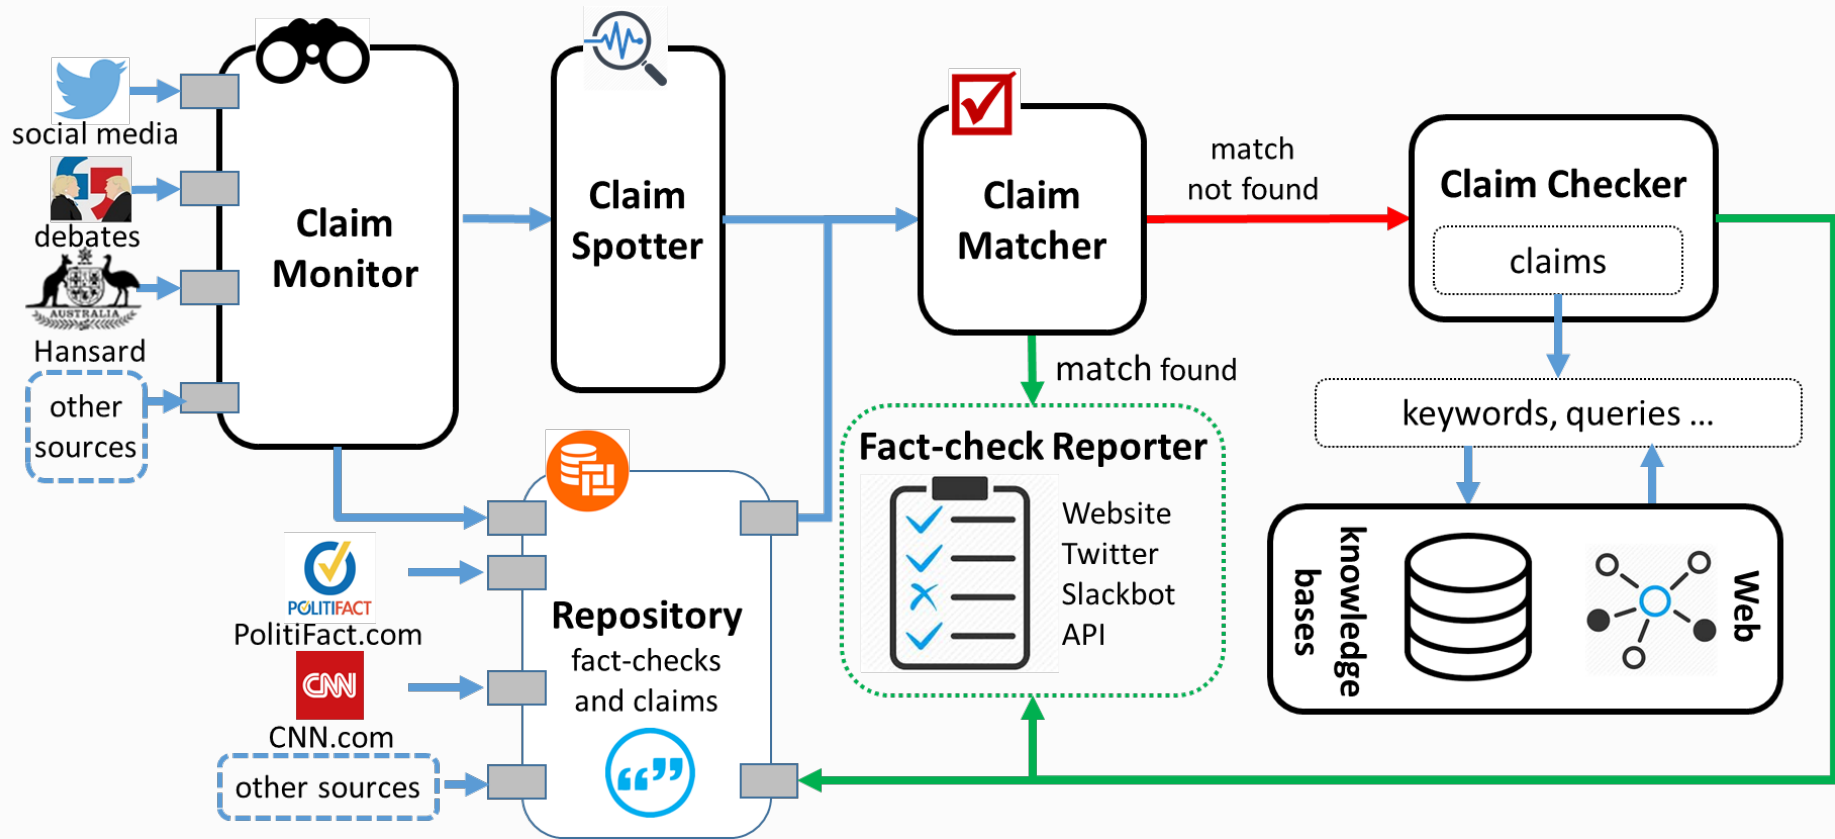 social media
debates
AUSTRALIA
Hansard
other
sources
Claim
Monitor
Claim
Spotter
Claim
Matcher
match
not found
Claim Checker
claims
match found
keywords, queries ...
Fact-check Reporter
Website
Twitter
Slackbot
API
knowledge
bases
Web
POLITIFACT
PolitiFact.com
CNN
CNN.com
other sources
Repository
fact-checks
and claims